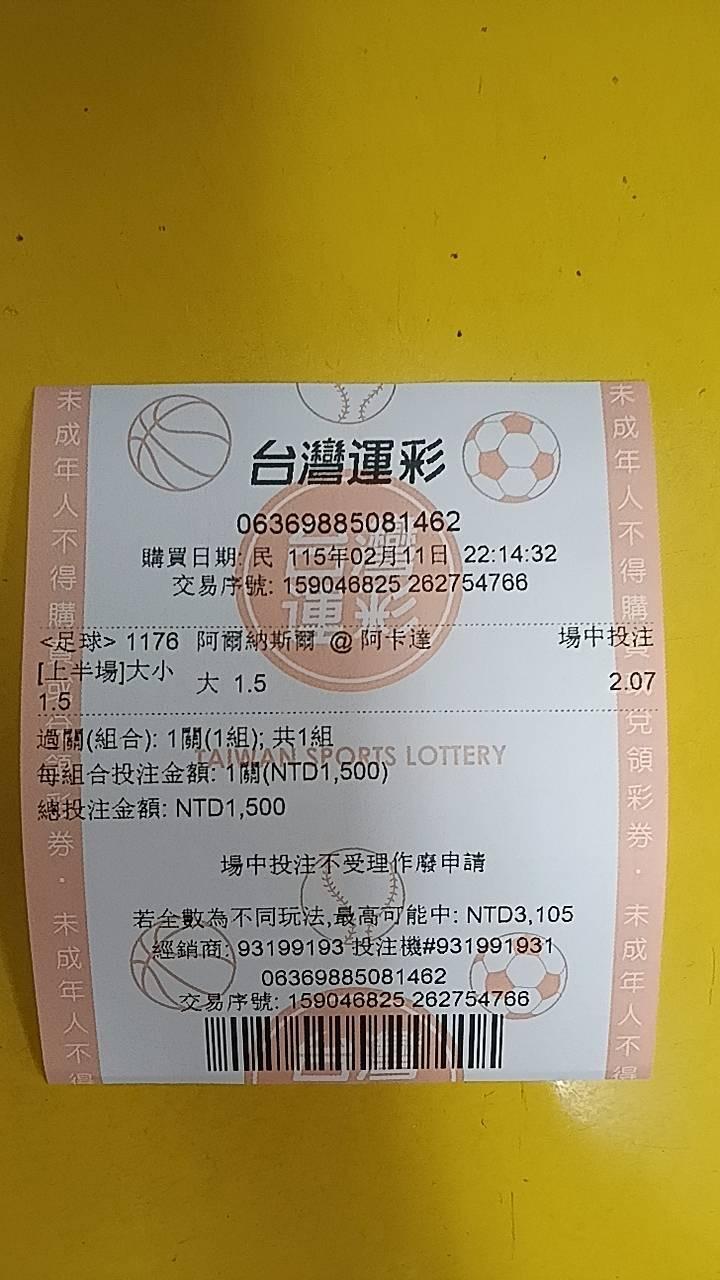 台灣運彩
06369885081462
購買日期: 民 115年02月11日 22:14:32
交易序號: 159046825 262754766
<足球> 1176 阿爾納斯爾 @ 阿卡達 場中投注
[上半場]大小 1.5 大 1.5 2.07
過關(組合): 1關(1組); 共1組
TAIWAN SPORTS LOTTERY
每組合投注金額: 1關(NTD1,500)
總投注金額: NTD1,500
場中投注不受理作廢申請
若全數為不同玩法,最高可能中: NTD3,105
經銷商: 93199193 投注機#931991931
06369885081462
交易序號: 159046825 262754766
台灣運彩
台灣
未成年人不得購買或兌領彩券 · 未成年人不得
未成年人不得購買或兌領彩券 · 未成年人不得